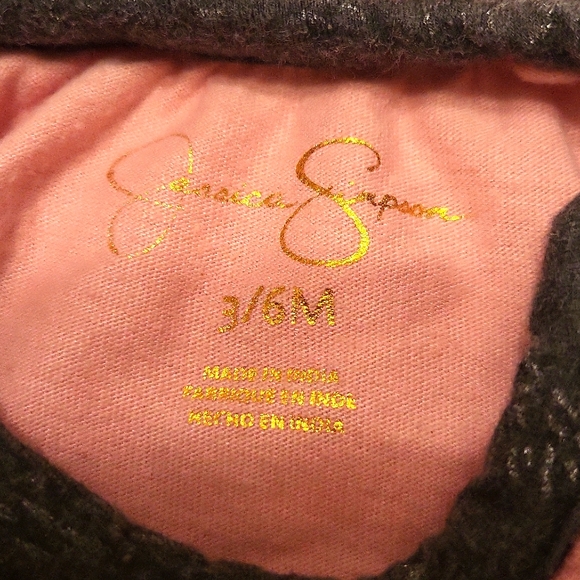 Jessica Simpson
3/6M
MADE IN INDIA
FABRIQUE EN INDE
HECHO EN INDIA